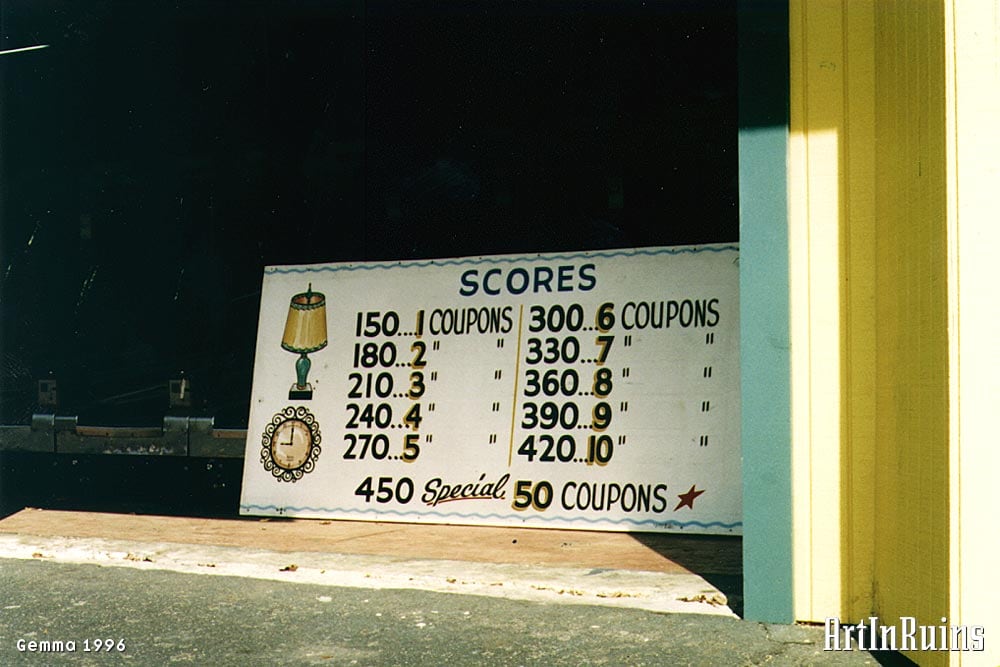 SCORES
150...1 COUPONS
180...2 " "
210...3 " "
240...4 " "
270...5 " "
300...6 COUPONS
330...7 " "
360...8 " "
390...9 " "
420...10 " "
450 Special. 50 COUPONS
Gemma 1996
ArtInRuins